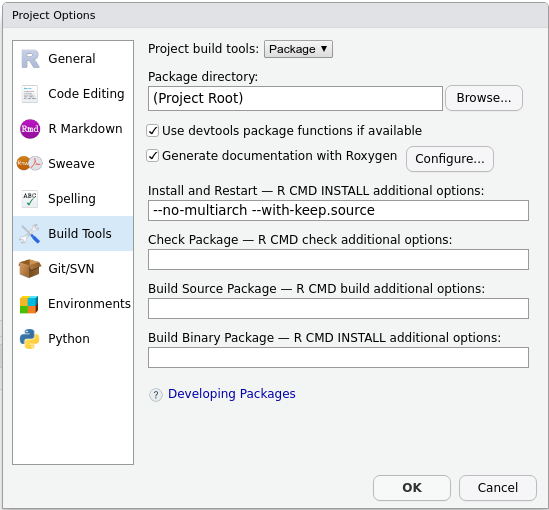 Project Options
General
Code Editing
R Markdown
Sweave
Spelling
Build Tools
Git/SVN
Environments
Python
Project build tools: Package
Package directory:
(Project Root)
Browse...
Use devtools package functions if available
Generate documentation with Roxygen
Configure...
Install and Restart — R CMD INSTALL additional options:
--no-multiarch --with-keep.source
Check Package — R CMD check additional options:
Build Source Package — R CMD build additional options:
Build Binary Package — R CMD INSTALL additional options:
? Developing Packages
OK
Cancel
R
Rmd
ABC